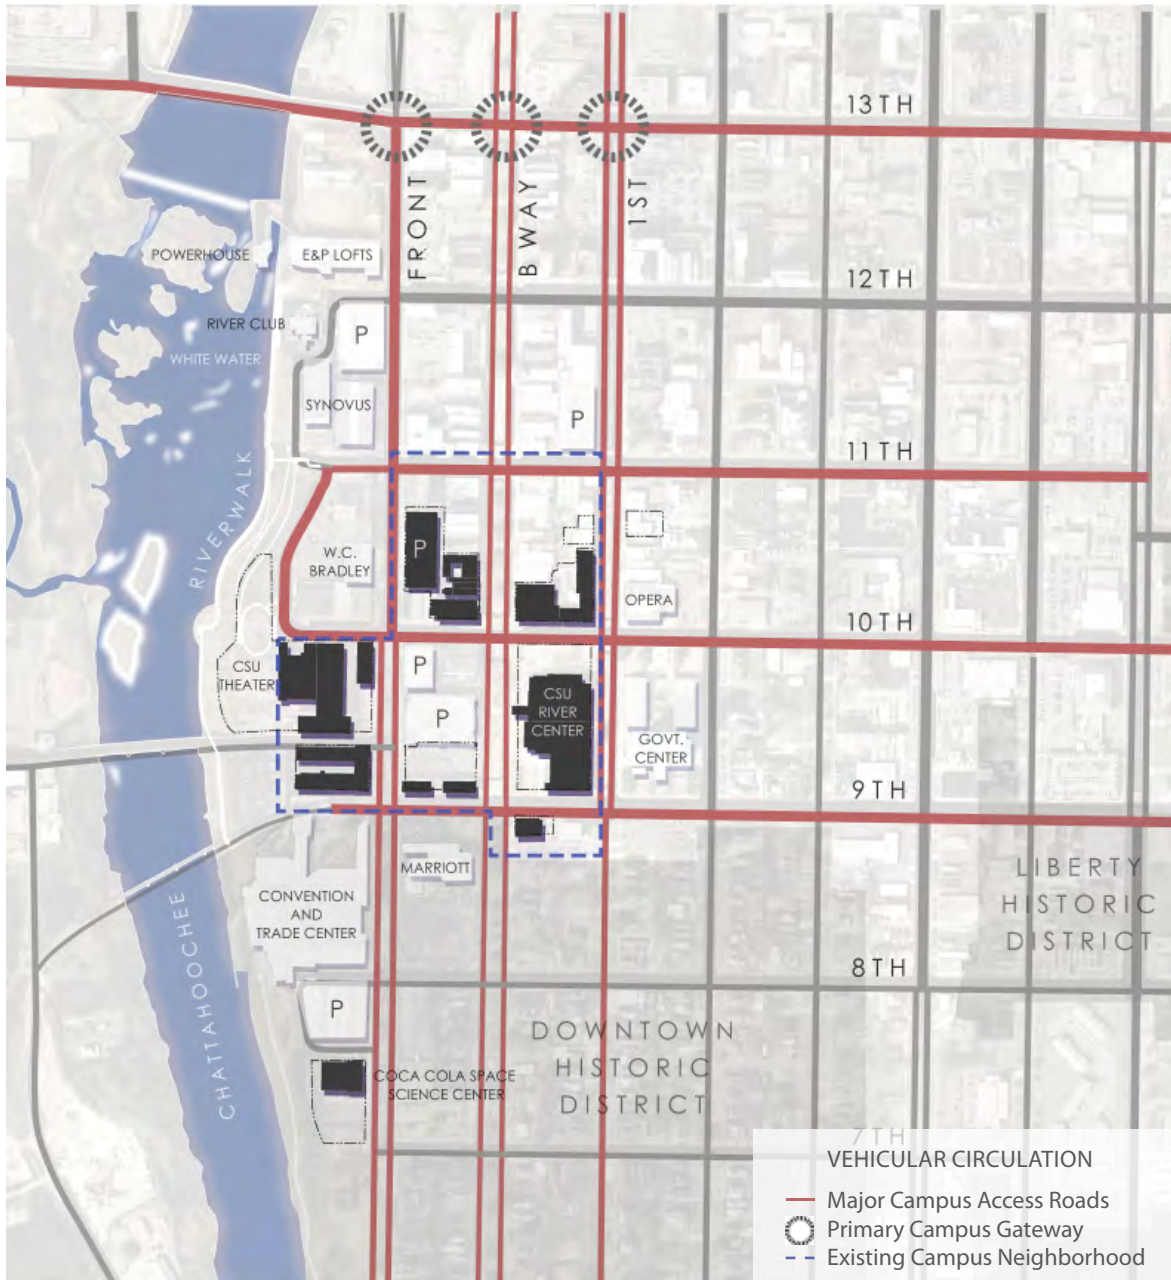 13TH
FRONT
B WAY
1ST
POWERHOUSE
E&P LOFTS
12TH
RIVER CLUB
P
WHITE WATER
SYNOVUS
P
11TH
RIVERWALK
W.C.
BRADLEY
P
OPERA
10TH
CSU
THEATER
P
P
CSU
RIVER
CENTER
GOVT.
CENTER
9TH
MARRIOTT
LIBERTY
HISTORIC
DISTRICT
CONVENTION
AND
TRADE CENTER
CHATTAHOOCHEE
8TH
P
DOWNTOWN
HISTORIC
DISTRICT
COCA COLA SPACE
SCIENCE CENTER
7TH
VEHICULAR CIRCULATION
Major Campus Access Roads
Primary Campus Gateway
Existing Campus Neighborhood